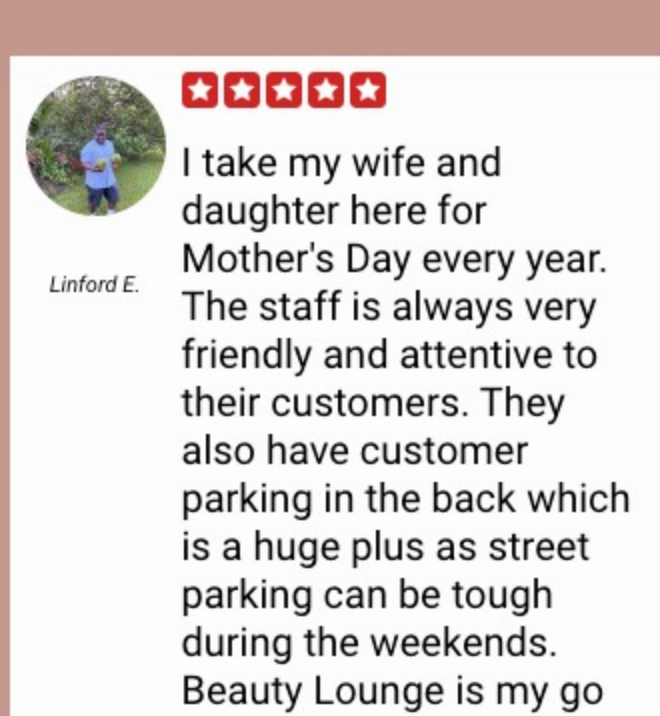 Linford E.
I take my wife and
daughter here for
Mother's Day every year.
The staff is always very
friendly and attentive to
their customers. They
also have customer
parking in the back which
is a huge plus as street
parking can be tough
during the weekends.
Beauty Lounge is my go